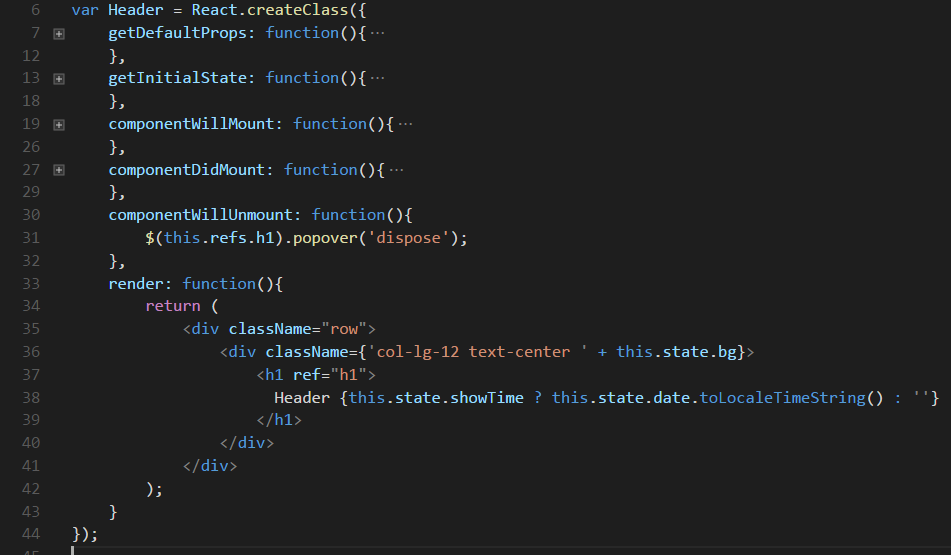 6 var Header = React.createClass({
7 getDefaultProps: function(){ ···
12 },
13 getInitialState: function(){ ···
18 },
19 componentWillMount: function(){ ···
26 },
27 componentDidMount: function(){ ···
29 },
30 componentWillUnmount: function(){
31 $(this.refs.h1).popover('dispose');
32 },
33 render: function(){
34 return (
35 <div className="row">
36 <div className={'col-lg-12 text-center ' + this.state.bg}>
37 <h1 ref="h1">
38 Header {this.state.showTime ? this.state.date.toLocaleTimeString() : ''}
39 </h1>
40 </div>
41 </div>
42 );
43 }
44 });
45